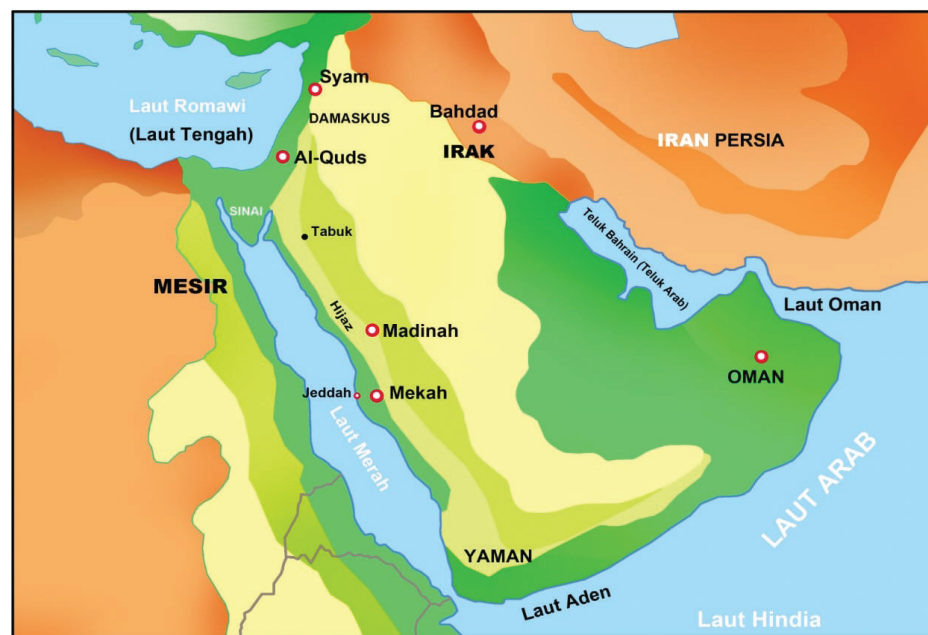 Syam
Laut Romawi
(Laut Tengah)
DAMASKUS
Bahdad
IRAK
IRAN PERSIA
Al-Quds
SINAI
Tabuk
Teluk Bahrain (Teluk Arab)
MESIR
Laut Oman
Hijaz
Madinah
OMAN
Jeddah
Mekah
Laut Merah
LAUT ARAB
YAMAN
Laut Aden
Laut Hindia